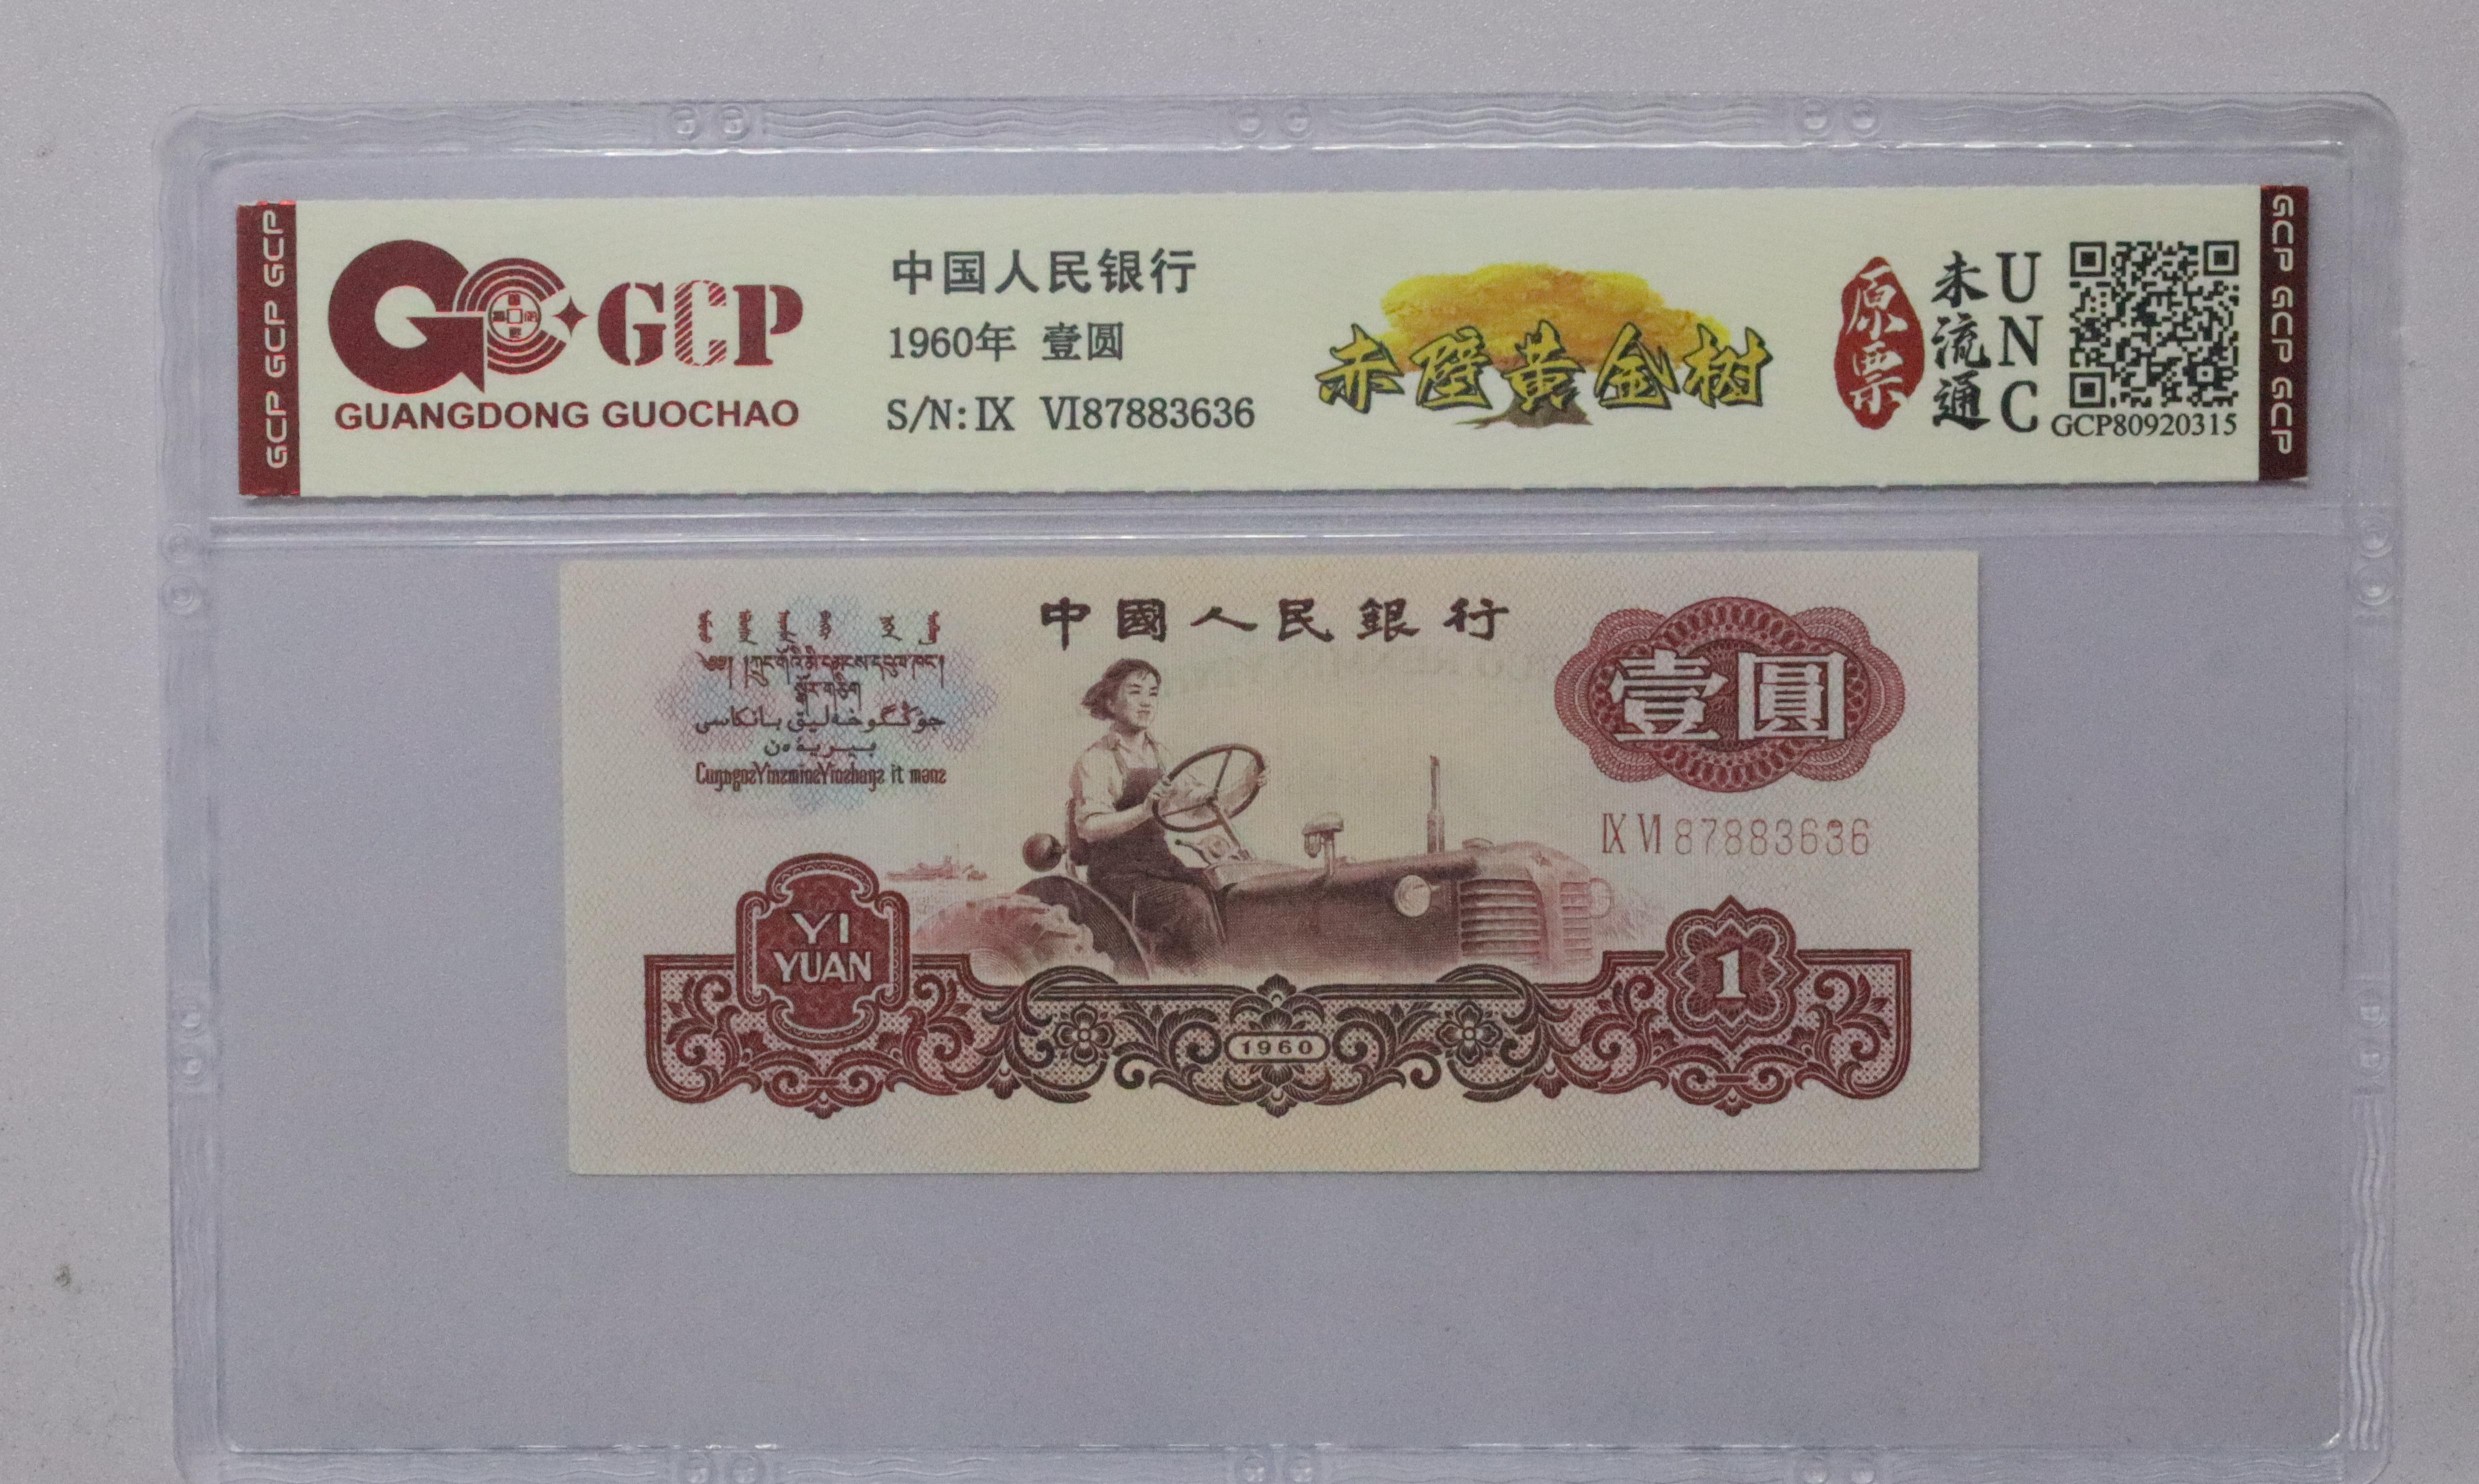 GCP GCP GCP
GCP
GUANGDONG GUOCHAO
中国人民银行
1960年 壹圆
S/N: IX VI87883636
赤壁黄金树
原票
未流通
UNC
GCP80920315
GCP GCP GCP
中國人民銀行
壹圓
IX VI 87883636
YI
YUAN
1
1960